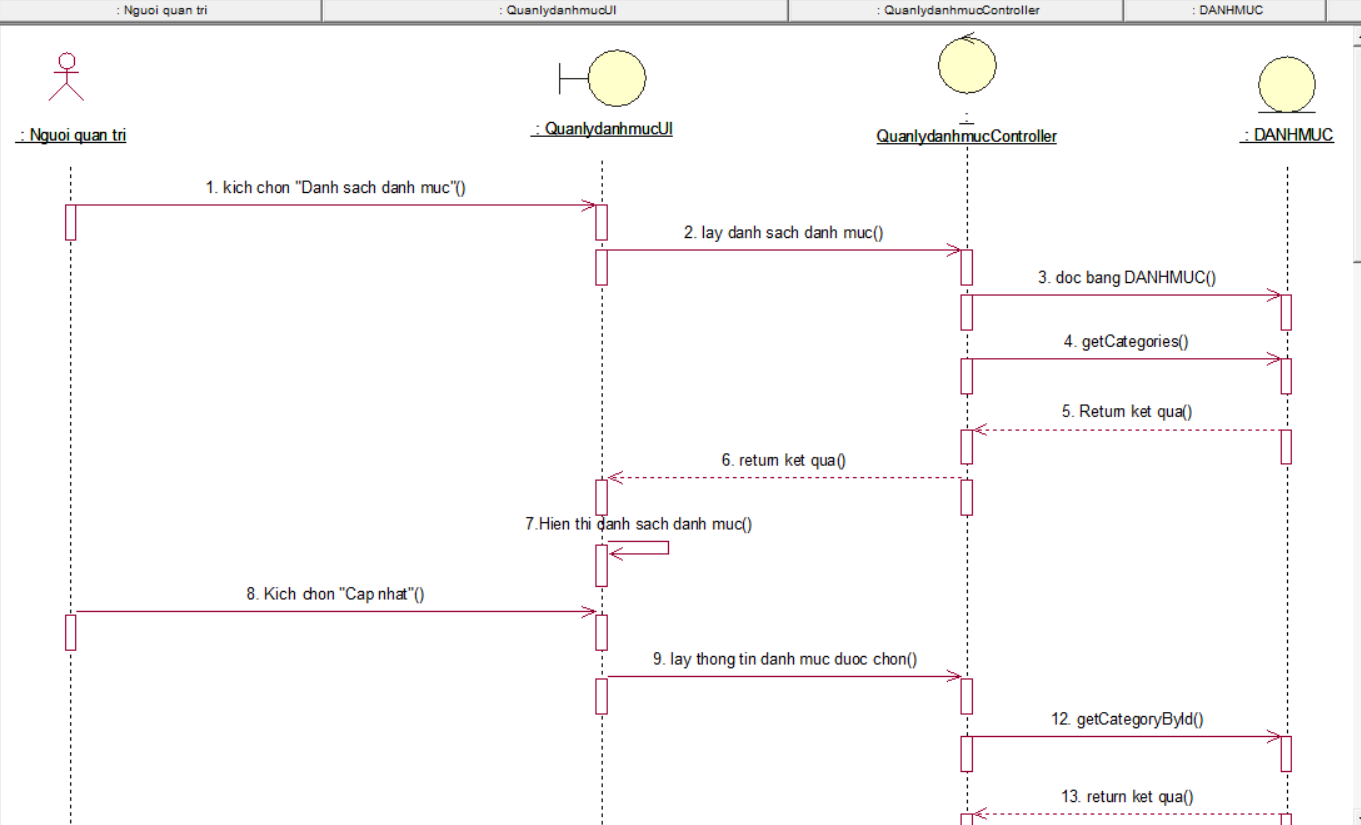 : Nguoi quan tri
: QuanlydanhmucUI
: QuanlydanhmucController
: DANHMUC
: Nguoi quan tri
: QuanlydanhmucUI
:
QuanlydanhmucController
: DANHMUC
1. kich chon "Danh sach danh muc"()
2. lay danh sach danh muc()
3. doc bang DANHMUC()
4. getCategories()
5. Return ket qua()
6. return ket qua()
7.Hien thi danh sach danh muc()
8. Kich chon "Cap nhat"()
9. lay thong tin danh muc duoc chon()
12. getCategoryById()
13. return ket qua()